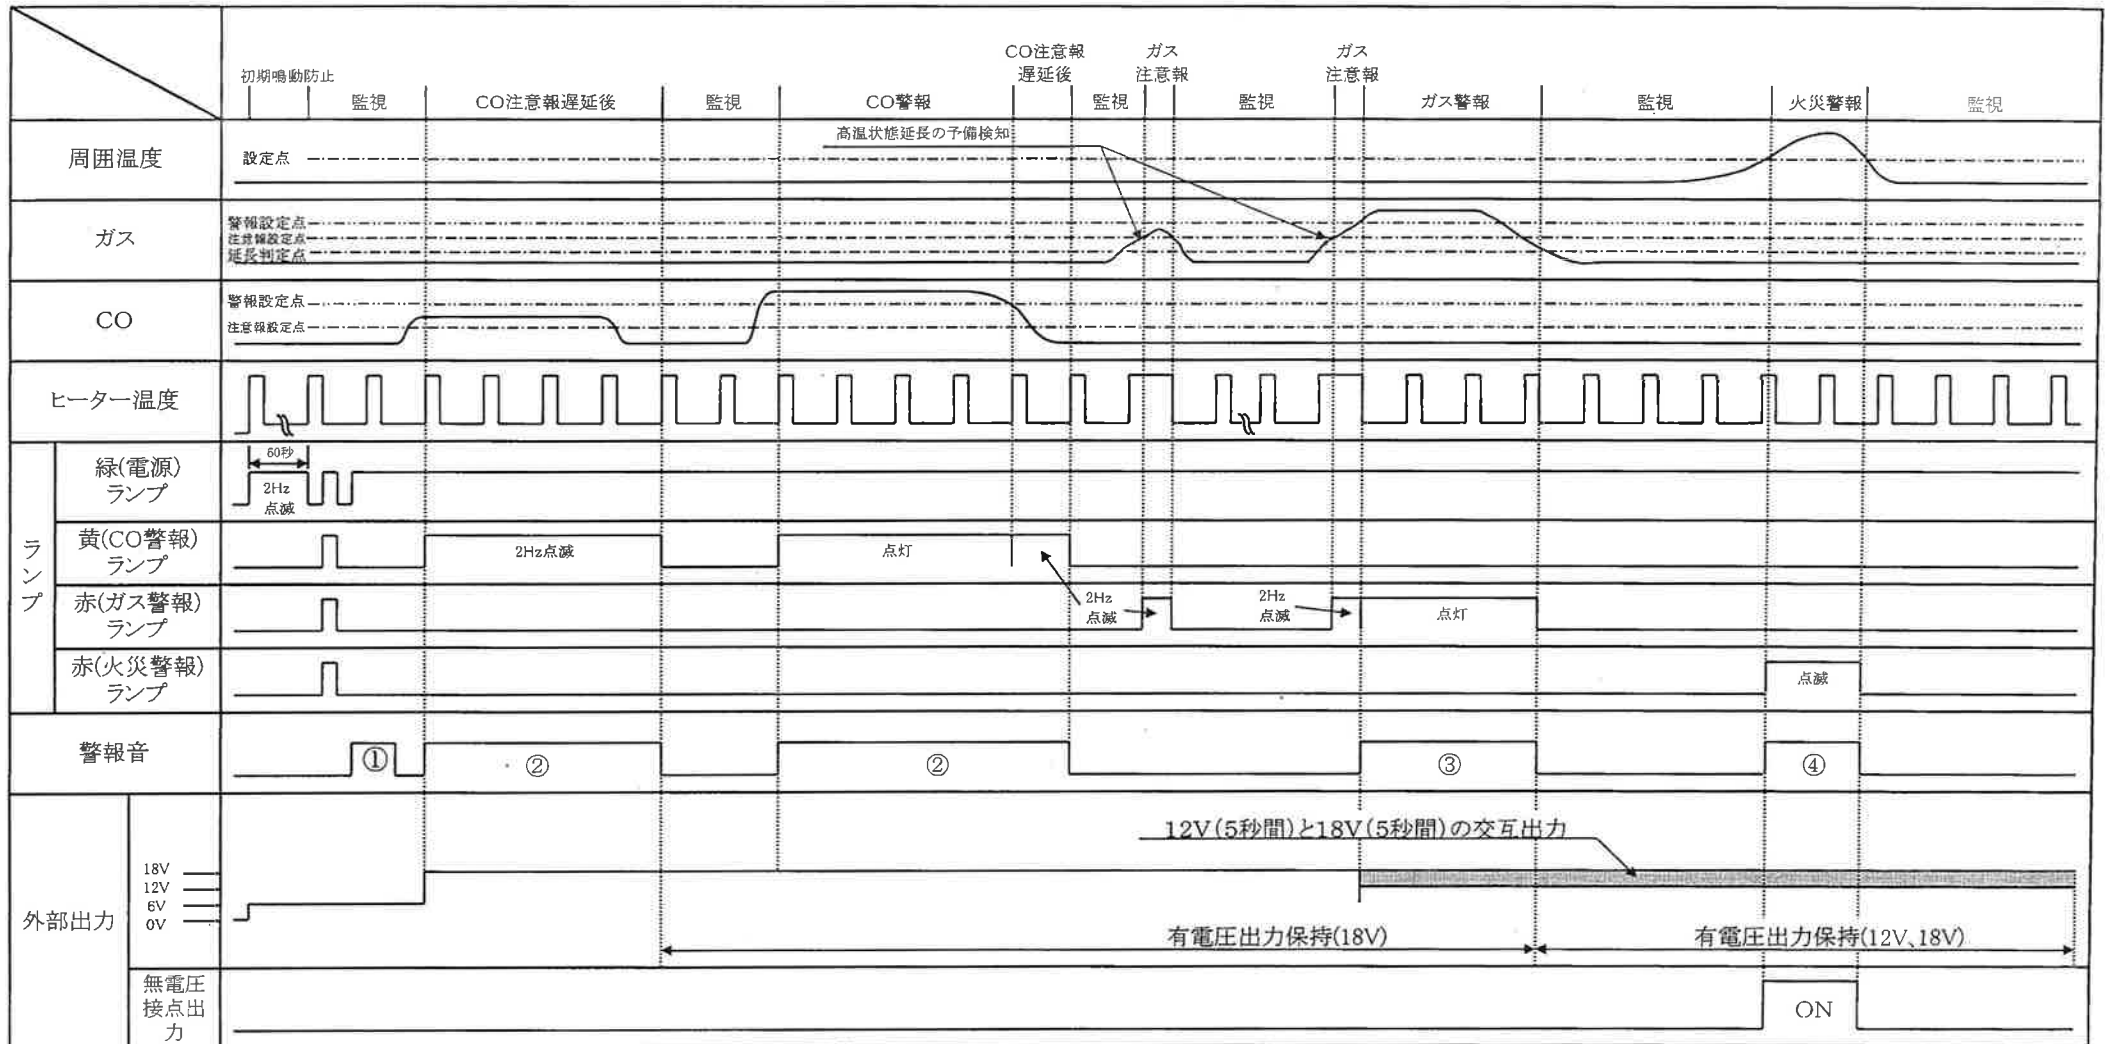 CO注意報
遅延後
ガス
注意報
ガス
注意報
初期鳴動防止
監視
CO注意報遅延後
監視
CO警報
監視
監視
ガス警報
監視
火災警報
監視
周囲温度
設定点
高温状態延長の予備検知
ガス
警報設定点
注意報設定点
延長判定点
CO
警報設定点
注意報設定点
ヒーター温度
ランプ
緑(電源)
ランプ
60秒
2Hz
点滅
黄(CO警報)
ランプ
2Hz点滅
点灯
赤(ガス警報)
ランプ
2Hz
点滅
2Hz
点滅
点灯
赤(火災警報)
ランプ
点滅
警報音
①
②
②
③
④
外部出力
18V
12V
6V
0V
12V(5秒間)と18V(5秒間)の交互出力
有電圧出力保持(18V)
有電圧出力保持(12V、18V)
無電圧
接点出
力
ON